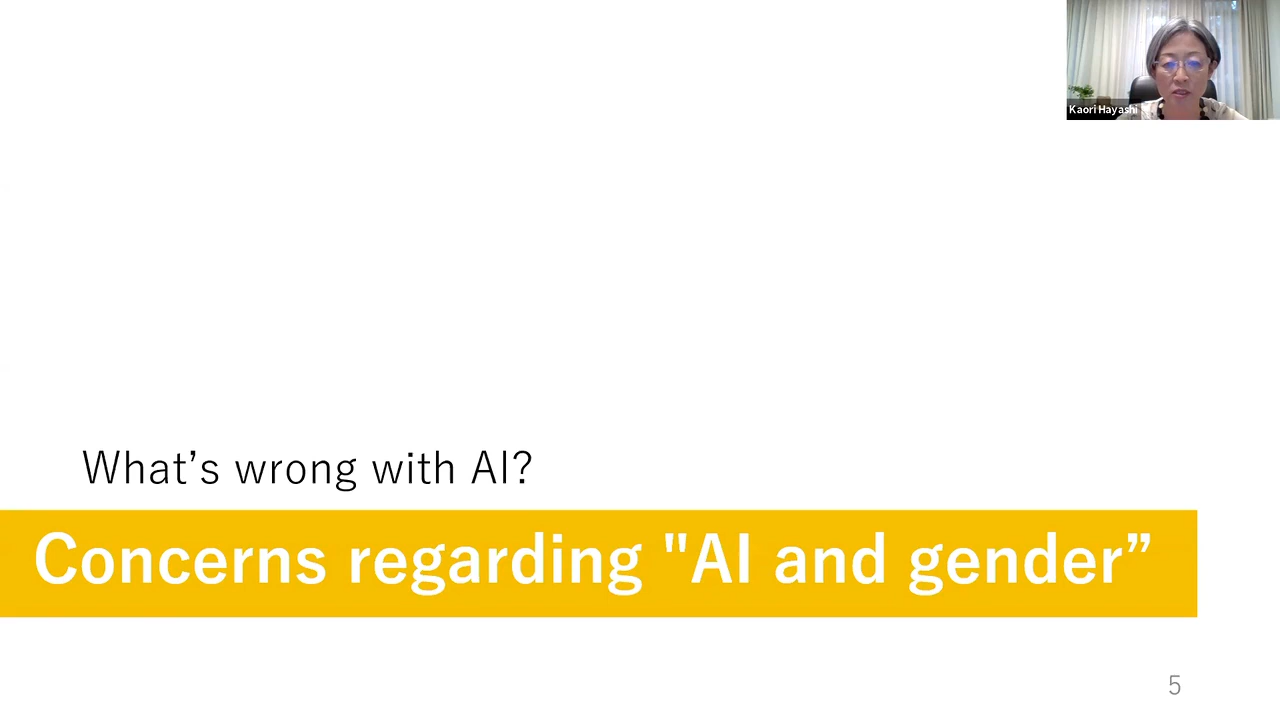 Kaori Hayashi
What’s wrong with AI?
Concerns regarding "AI and gender”
5